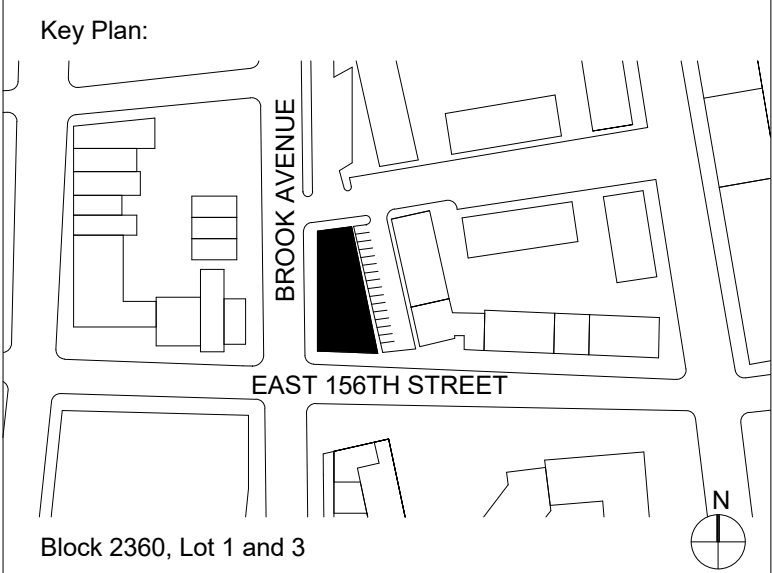 Key Plan:
BROOK AVENUE
EAST 156TH STREET
N
Block 2360, Lot 1 and 3